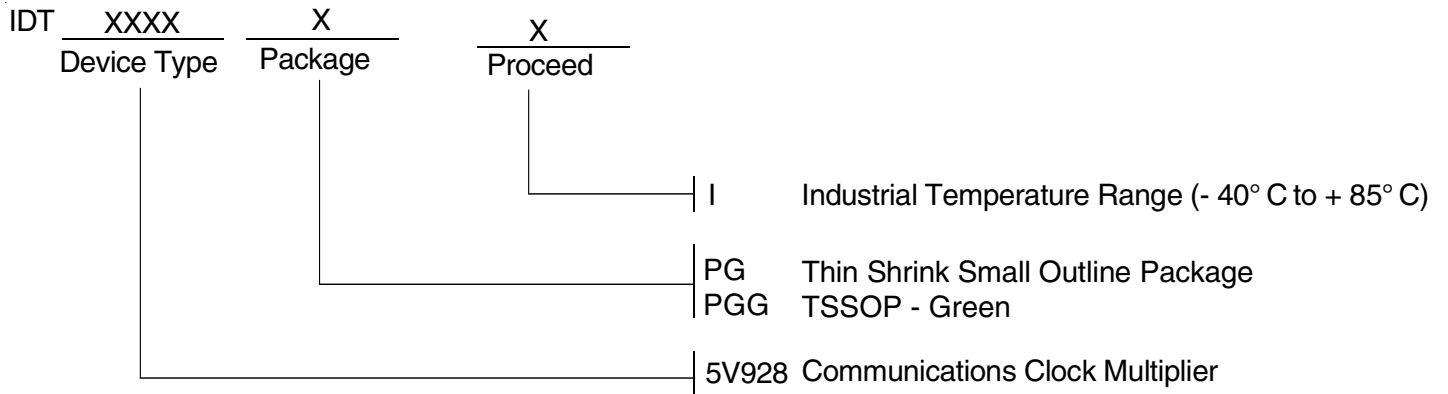 IDT XXXX X X
Device Type Package Proceed
I Industrial Temperature Range (- 40° C to + 85° C)
PG Thin Shrink Small Outline Package
PGG TSSOP - Green
5V928 Communications Clock Multiplier